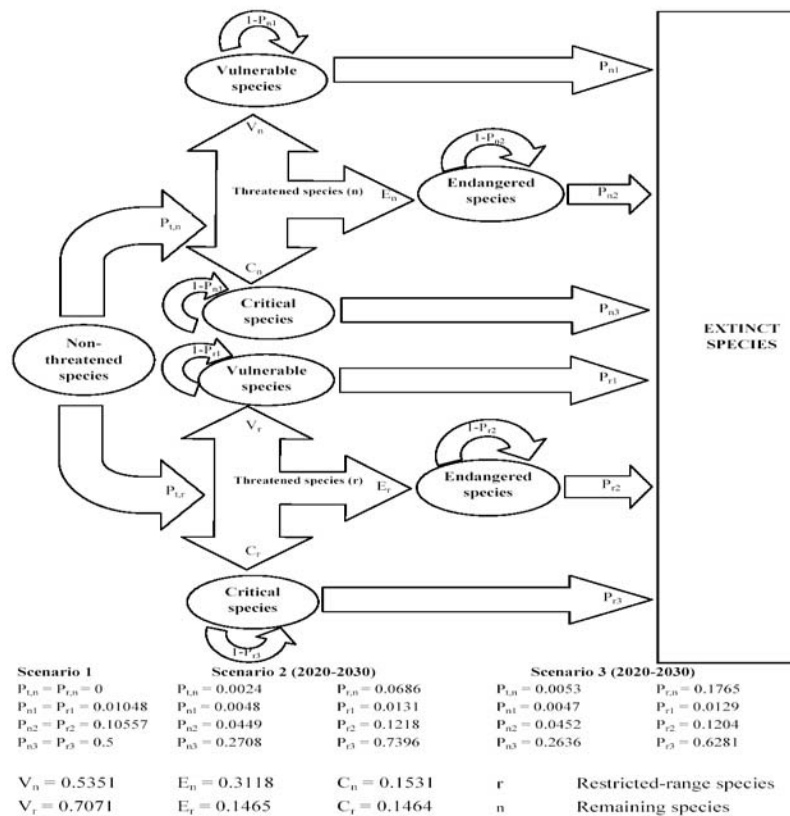 1-Pn1
Vulnerable species
Pn1
Vn
1-Pn2
Threatened species (n)
En
Endangered species
Pn2
Pt,n
Cn
1-Pn1
Critical species
Pn3
EXTINCT SPECIES
Non-threatened species
1-Pr1
Vulnerable species
Pr1
Vr
1-Pr2
Threatened species (r)
Er
Endangered species
Pr2
Pt,r
Cr
Critical species
Pr3
1-Pr3
Scenario 1 Scenario 2 (2020-2030) Scenario 3 (2020-2030)
Pt,n = Pr,n = 0 Pt,n = 0.0024 Pr,n = 0.0686 Pt,n = 0.0053 Pr,n = 0.1765
Pn1 = Pr1 = 0.01048 Pn1 = 0.0048 Pr1 = 0.0131 Pn1 = 0.0047 Pr1 = 0.0129
Pn2 = Pr2 = 0.10557 Pn2 = 0.0449 Pr2 = 0.1218 Pn2 = 0.0452 Pr2 = 0.1204
Pn3 = Pr3 = 0.5 Pn3 = 0.2708 Pr3 = 0.7396 Pn3 = 0.2636 Pr3 = 0.6281
Vn = 0.5351 En = 0.3118 Cn = 0.1531 r Restricted-range species
Vr = 0.7071 Er = 0.1465 Cr = 0.1464 n Remaining species